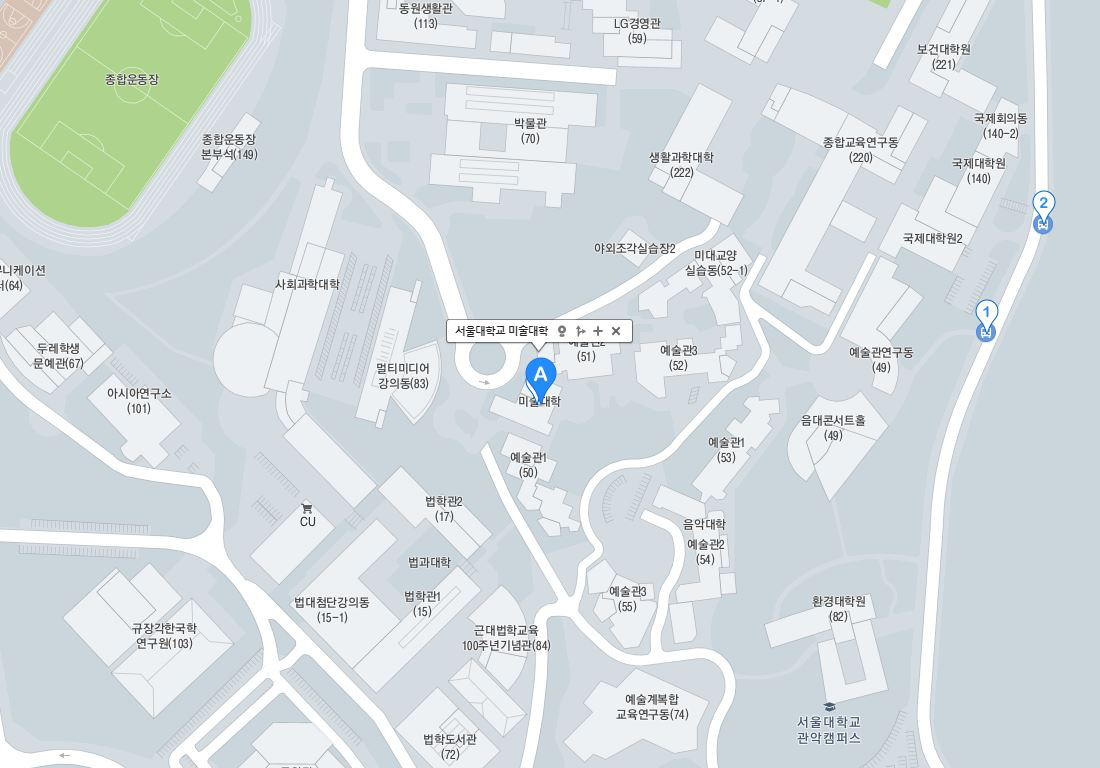 동원생활관
(113)
LG경영관
(59)
보건대학원
(221)
종합운동장
국제회의동
(140-2)
박물관
(70)
종합운동장
본부석(149)
생활과학대학
(222)
종합교육연구동
(220)
국제대학원
(140)
2
국제대학원2
야외조각실습장2
미대교양
실습동(52-1)
(64)
사회과학대학
1
서울대학교 미술대학
(51)
두레학생
문예관(67)
예술관3
(52)
예술관연구동
(49)
멀티미디어
강의동(83)
A
미술대학
아시아연구소
(101)
음대콘서트홀
(49)
예술관1
(53)
예술관1
(50)
법학관2
(17)
CU
음악대학
예술관2
(54)
법과대학
법대첨단강의동
(15-1)
법학관1
(15)
예술관3
(55)
환경대학원
(82)
규장각한국학
연구원(103)
근대법학교육
100주년기념관(84)
예술계복합
교육연구동(74)
서울대학교
관악캠퍼스
법학도서관
(72)